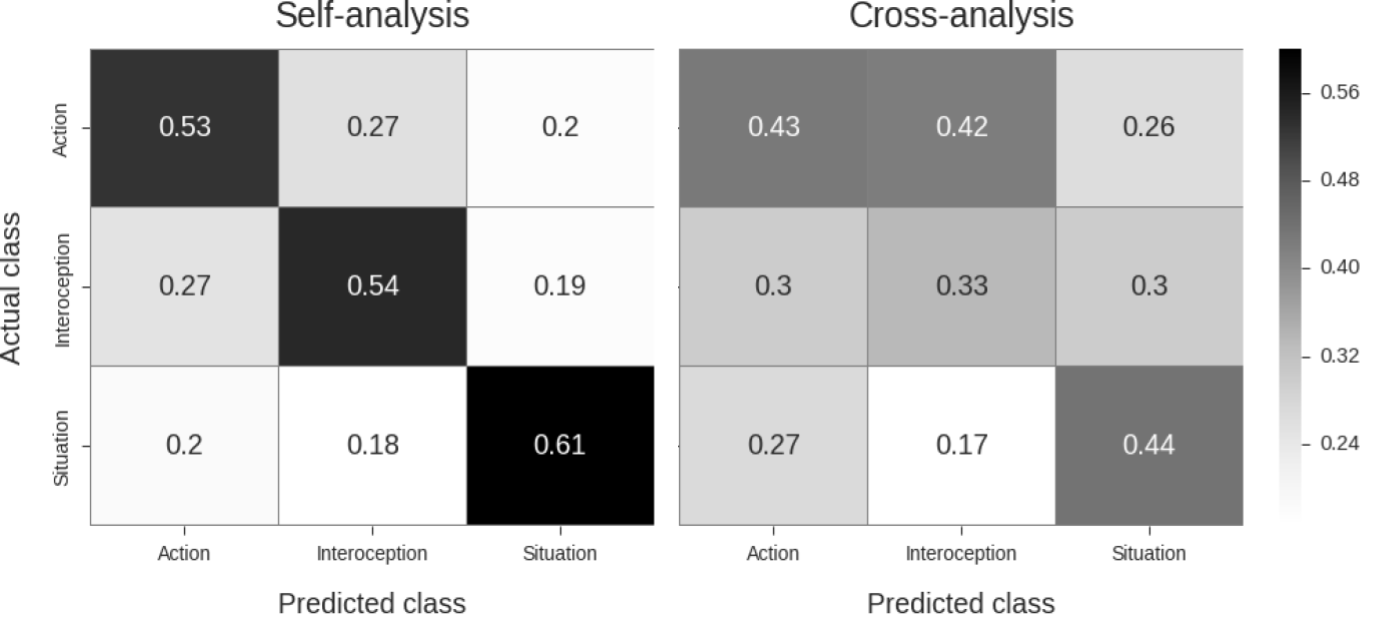 Self-analysis
Cross-analysis
Actual class
Action
0.53 0.27 0.2
0.43 0.42 0.26
Interoception
0.27 0.54 0.19
0.3 0.33 0.3
Situation
0.2 0.18 0.61
0.27 0.17 0.44
Action Interoception Situation
Action Interoception Situation
Predicted class
Predicted class
0.56
0.48
0.40
0.32
0.24